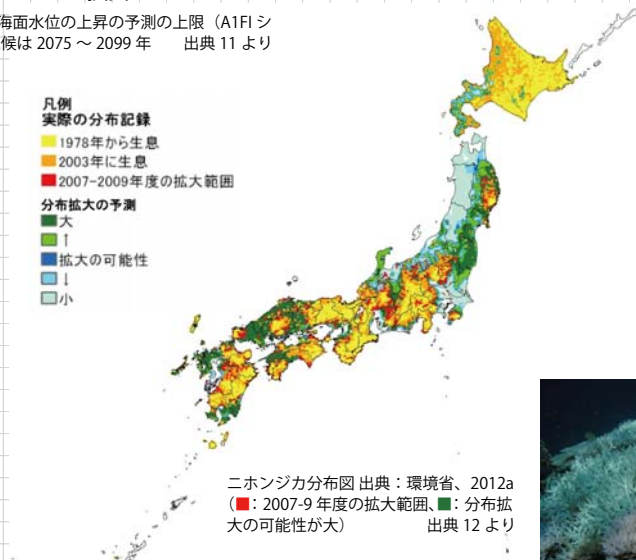 海面水位の上昇の予測の上限（A1FI シ
候は 2075 ～ 2099 年　　出典 11 より
凡例
実際の分布記録
1978年から生息
2003年に生息
2007-2009年度の拡大範囲
分布拡大の予測
大
↑
拡大の可能性
↓
小
ニホンジカ分布図 出典：環境省、2012a
（■：2007-9 年度の拡大範囲、■：分布拡
大の可能性が大）　　出典 12 より